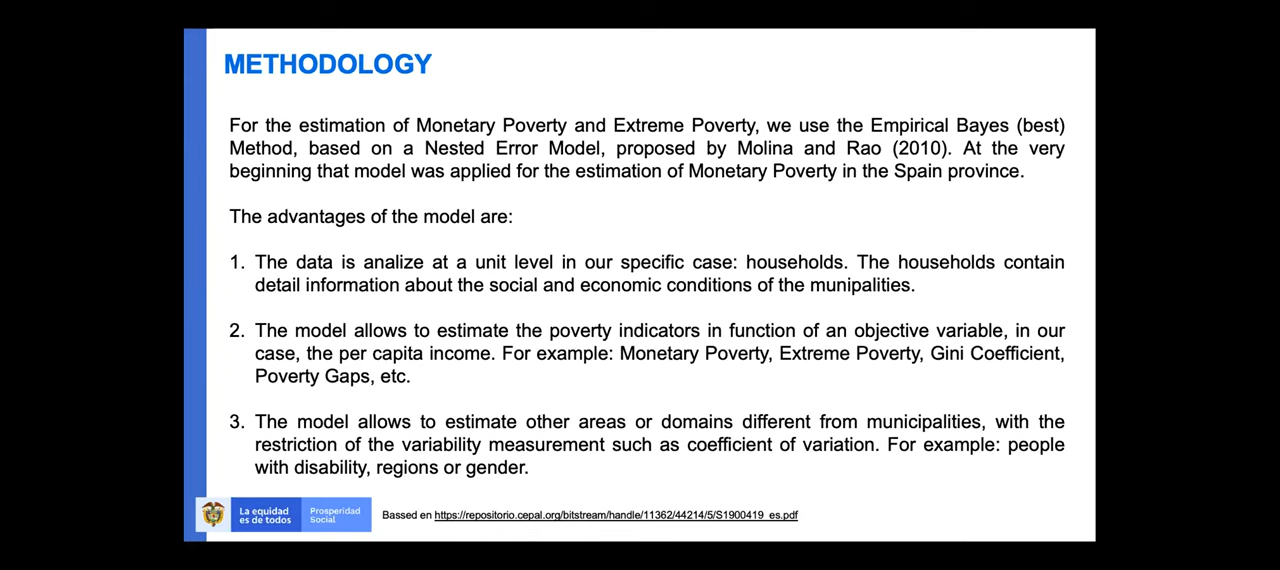 METHODOLOGY
For the estimation of Monetary Poverty and Extreme Poverty, we use the Empirical Bayes (best)
Method, based on a Nested Error Model, proposed by Molina and Rao (2010). At the very
beginning that model was applied for the estimation of Monetary Poverty in the Spain province.
The advantages of the model are:
1. The data is analize at a unit level in our specific case: households. The households contain
detail information about the social and economic conditions of the munipalities.
2. The model allows to estimate the poverty indicators in function of an objective variable, in our
case, the per capita income. For example: Monetary Poverty, Extreme Poverty, Gini Coefficient,
Poverty Gaps, etc.
3. The model allows to estimate other areas or domains different from municipalities, with the
restriction of the variability measurement such as coefficient of variation. For example: people
with disability, regions or gender.
La equidad
es de todos
Prosperidad
Social
Bassed en https://repositorio.cepal.org/bitstream/handle/11362/44214/5/S1900419_es.pdf